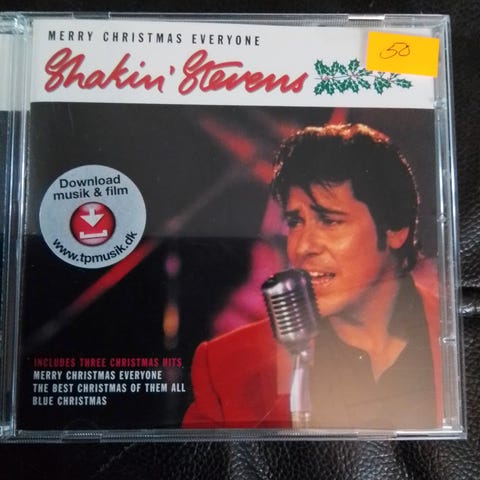 MERRY CHRISTMAS EVERYONE
50
Shakin' Stevens
Download
musik & film
www.tpmusik.dk
INCLUDES THREE CHRISTMAS HITS
MERRY CHRISTMAS EVERYONE
THE BEST CHRISTMAS OF THEM ALL
BLUE CHRISTMAS